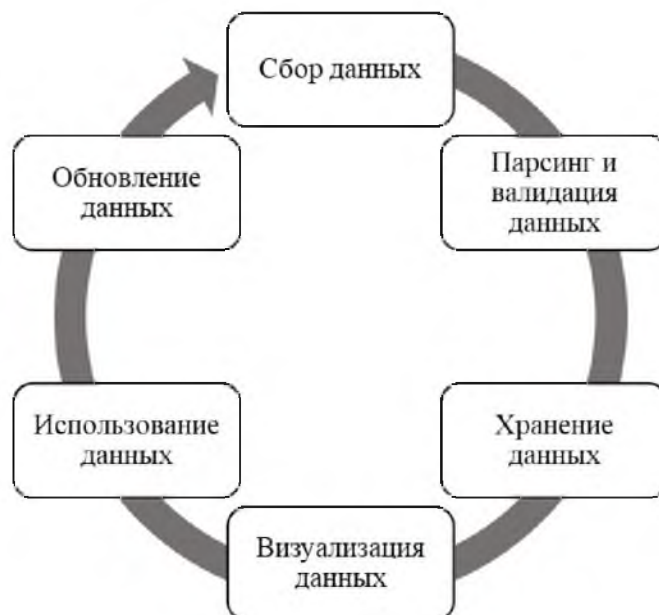 Сбор данных
Парсинг и
валидация
данных
Хранение
данных
Визуализация
данных
Использование
данных
Обновление
данных